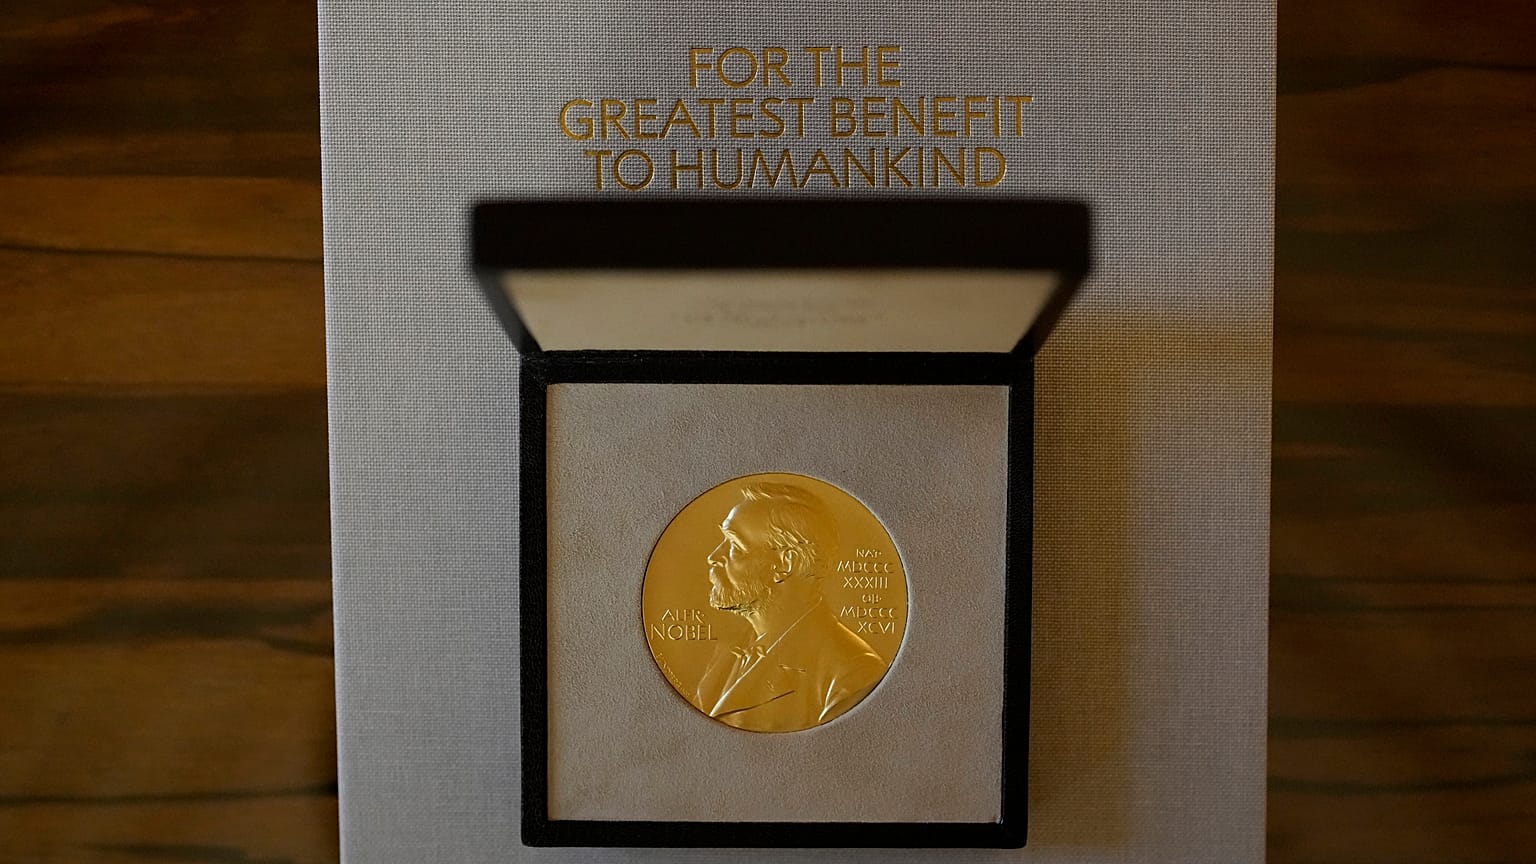 FOR THE
GREATEST BENEFIT
TO HUMANKIND
ALFR·
NOBEL
NAT·
MDCCC
XXXIII
OB·
MDCCC
XCVI